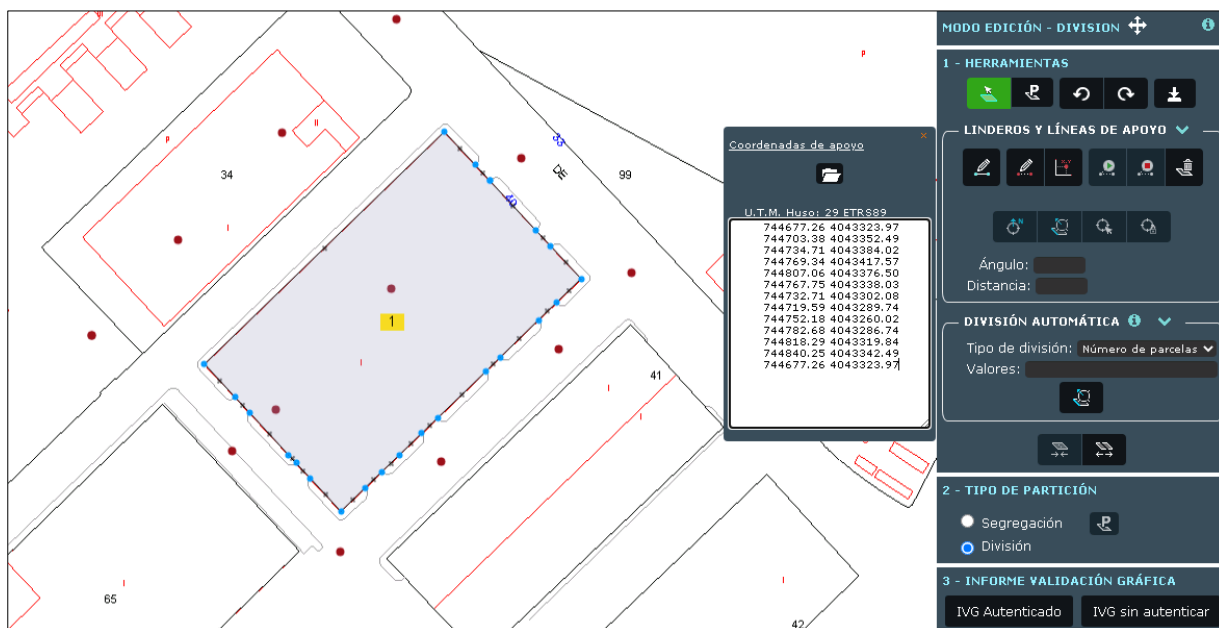 MODO EDICIÓN - DIVISION
1 - HERRAMIENTAS
LINDEROS Y LÍNEAS DE APOYO
X,Y
N
Ángulo:
Distancia:
DIVISIÓN AUTOMÁTICA
Tipo de división: Número de parcelas
Valores:
2 - TIPO DE PARTICIÓN
Segregación
División
3 - INFORME VALIDACIÓN GRÁFICA
IVG Autenticado IVG sin autenticar
Coordenadas de apoyo
U.T.M. Huso: 29 ETRS89
744677.26 4043323.97
744703.38 4043352.49
744734.71 4043384.02
744769.34 4043417.57
744807.06 4043376.50
744767.75 4043338.03
744732.71 4043302.08
744719.59 4043289.74
744752.18 4043260.02
744782.68 4043286.74
744818.29 4043319.84
744840.25 4043342.49
744677.26 4043323.97
P
P
II
34
I
DE
99
40
1
I
41
I
I
I
65
I
42